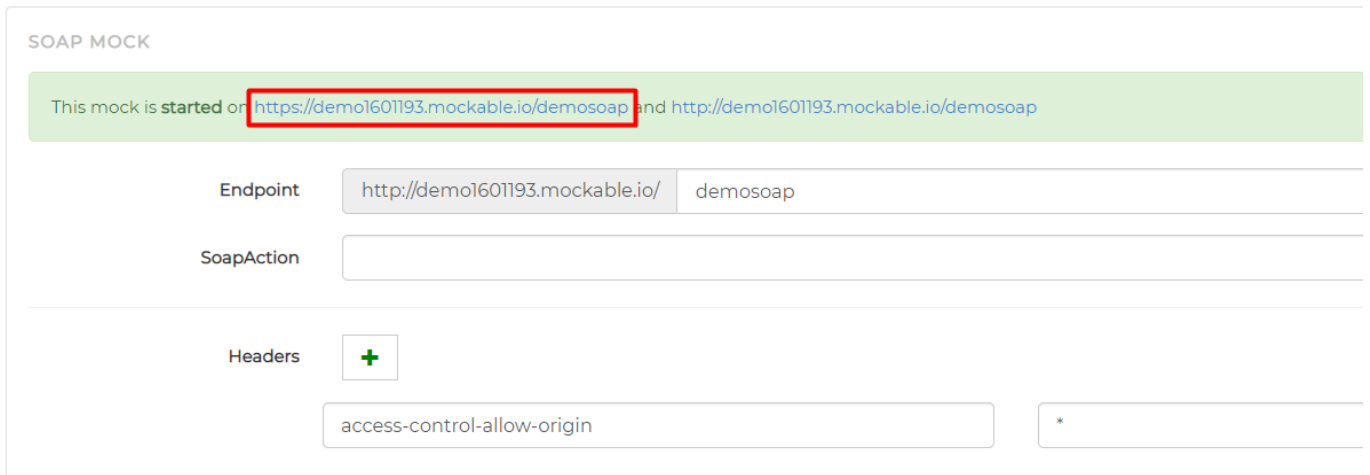 SOAP MOCK
This mock is started on https://demo1601193.mockable.io/demosoap and http://demo1601193.mockable.io/demosoap
Endpoint http://demo1601193.mockable.io/ demosoap
SoapAction
Headers +
access-control-allow-origin *